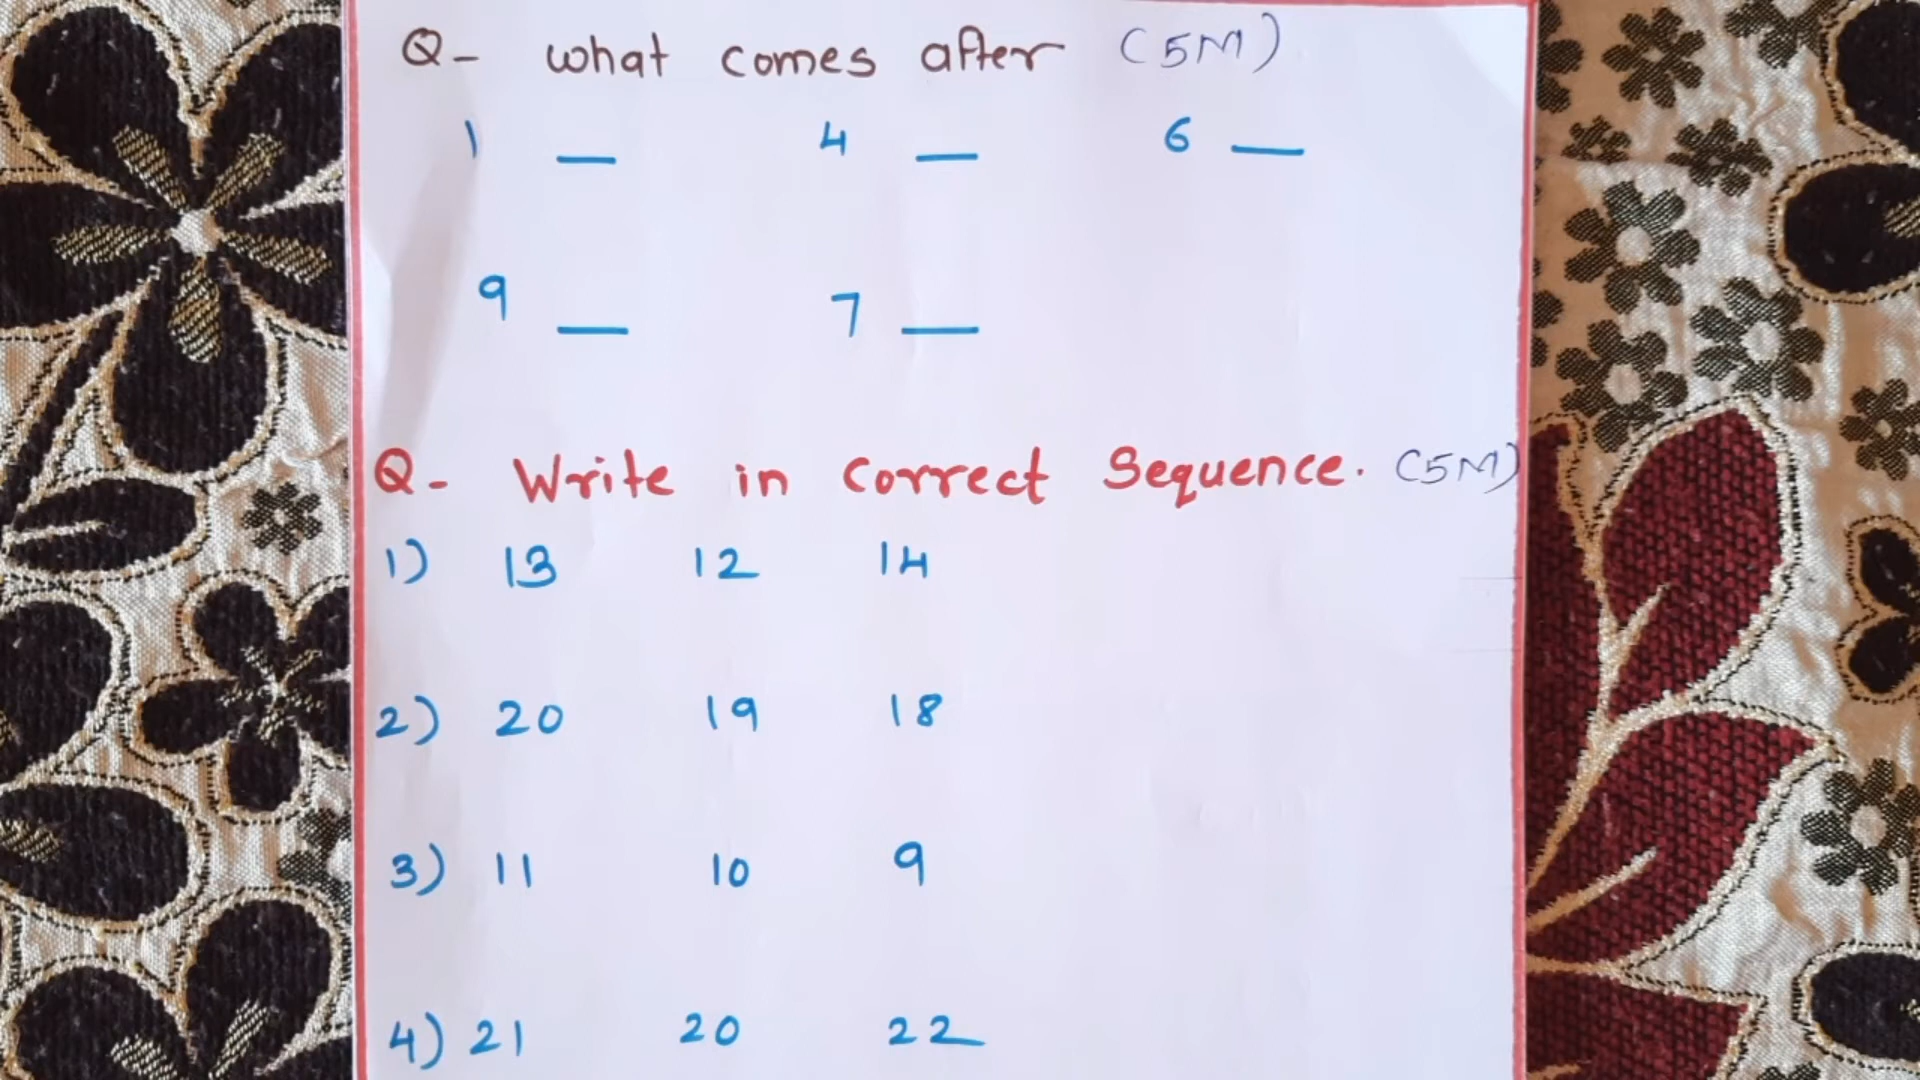 Q- what comes after (5M)
1 __ 4 __ 6 __
9 __ 7 __
Q- Write in Correct Sequence. (5M)
1) 13 12 14
2) 20 19 18
3) 11 10 9
4) 21 20 22